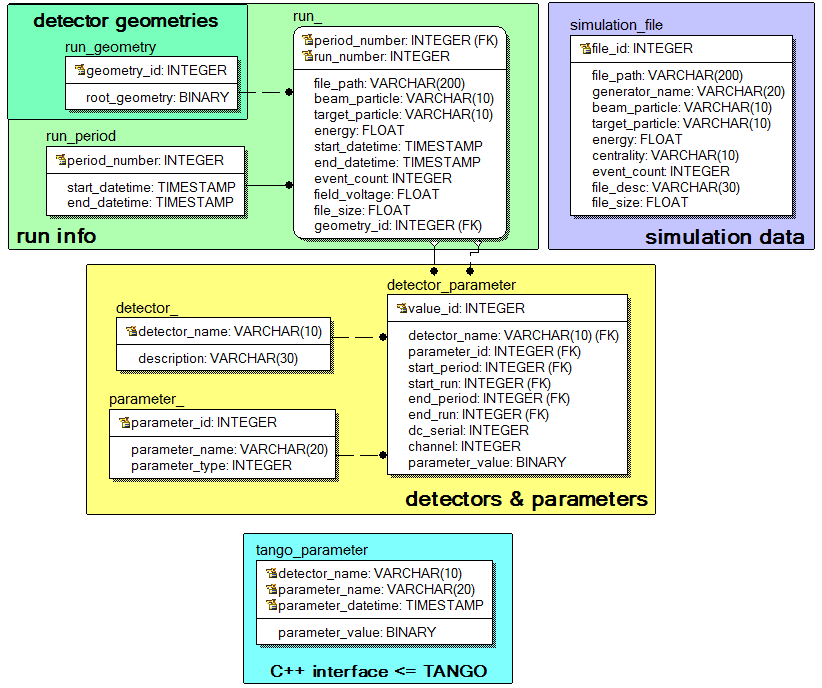 detector geometries
run_geometry
geometry_id: INTEGER
root_geometry: BINARY
run_period
period_number: INTEGER
start_datetime: TIMESTAMP
end_datetime: TIMESTAMP
run info
run_
period_number: INTEGER (FK)
run_number: INTEGER
file_path: VARCHAR(200)
beam_particle: VARCHAR(10)
target_particle: VARCHAR(10)
energy: FLOAT
start_datetime: TIMESTAMP
end_datetime: TIMESTAMP
event_count: INTEGER
field_voltage: FLOAT
file_size: FLOAT
geometry_id: INTEGER (FK)
simulation_file
file_id: INTEGER
file_path: VARCHAR(200)
generator_name: VARCHAR(20)
beam_particle: VARCHAR(10)
target_particle: VARCHAR(10)
energy: FLOAT
centrality: VARCHAR(10)
event_count: INTEGER
file_desc: VARCHAR(30)
file_size: FLOAT
simulation data
detector_
detector_name: VARCHAR(10)
description: VARCHAR(30)
parameter_
parameter_id: INTEGER
parameter_name: VARCHAR(20)
parameter_type: INTEGER
detector_parameter
value_id: INTEGER
detector_name: VARCHAR(10) (FK)
parameter_id: INTEGER (FK)
start_period: INTEGER (FK)
start_run: INTEGER (FK)
end_period: INTEGER (FK)
end_run: INTEGER (FK)
dc_serial: INTEGER
channel: INTEGER
parameter_value: BINARY
detectors & parameters
tango_parameter
detector_name: VARCHAR(10)
parameter_name: VARCHAR(20)
parameter_datetime: TIMESTAMP
parameter_value: BINARY
C++ interface <= TANGO